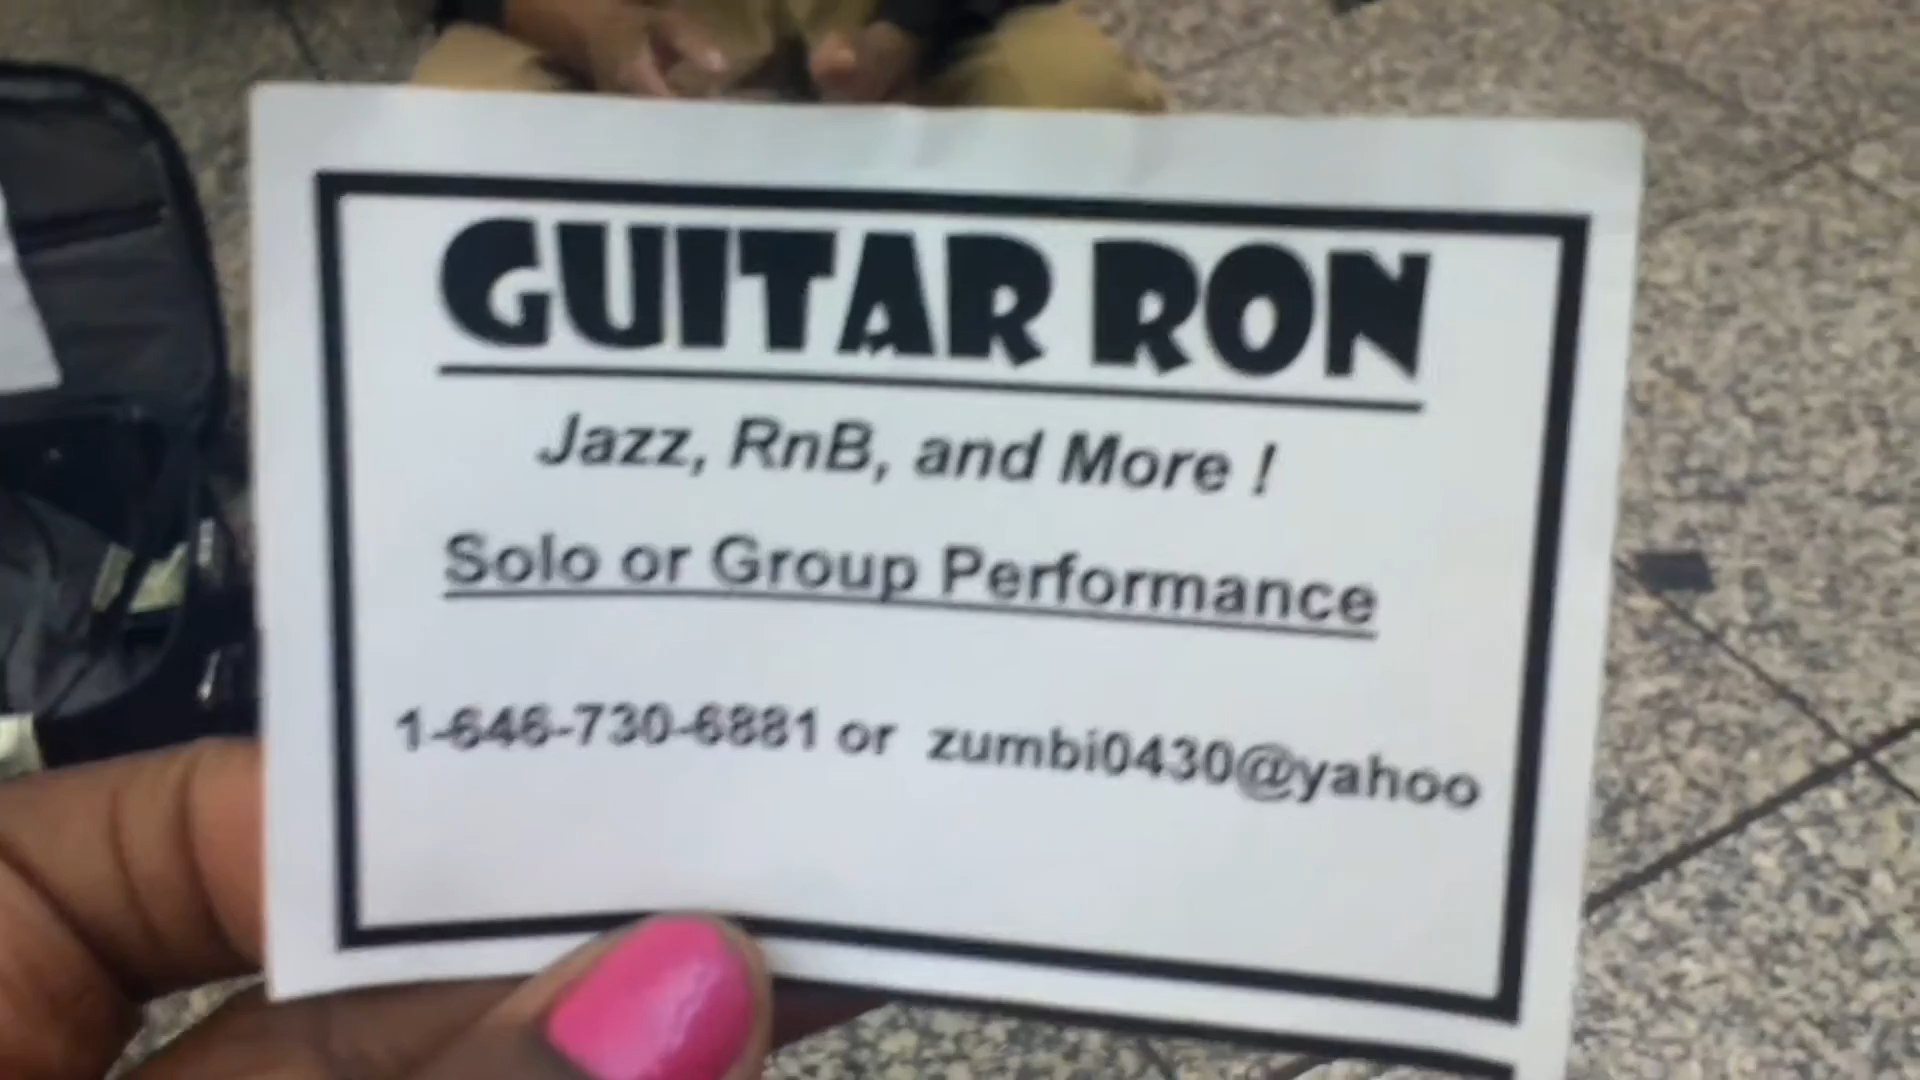 GUITAR RON
Jazz, RnB, and More !
Solo or Group Performance
1-646-730-6881 or zumbi0430@yahoo